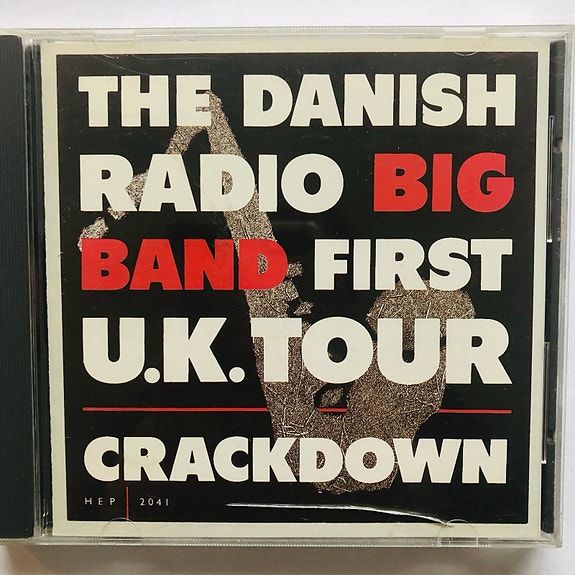 THE DANISH
RADIO BIG
BAND FIRST
U.K. TOUR
CRACKDOWN
HEP | 2041